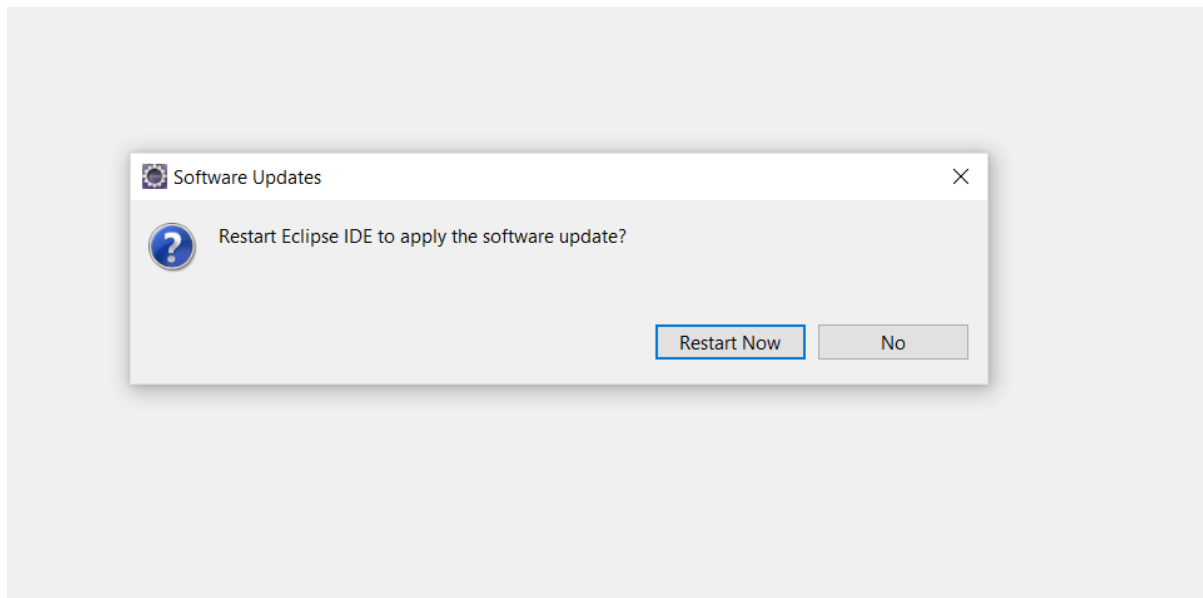 Software Updates
Restart Eclipse IDE to apply the software update?
Restart Now No